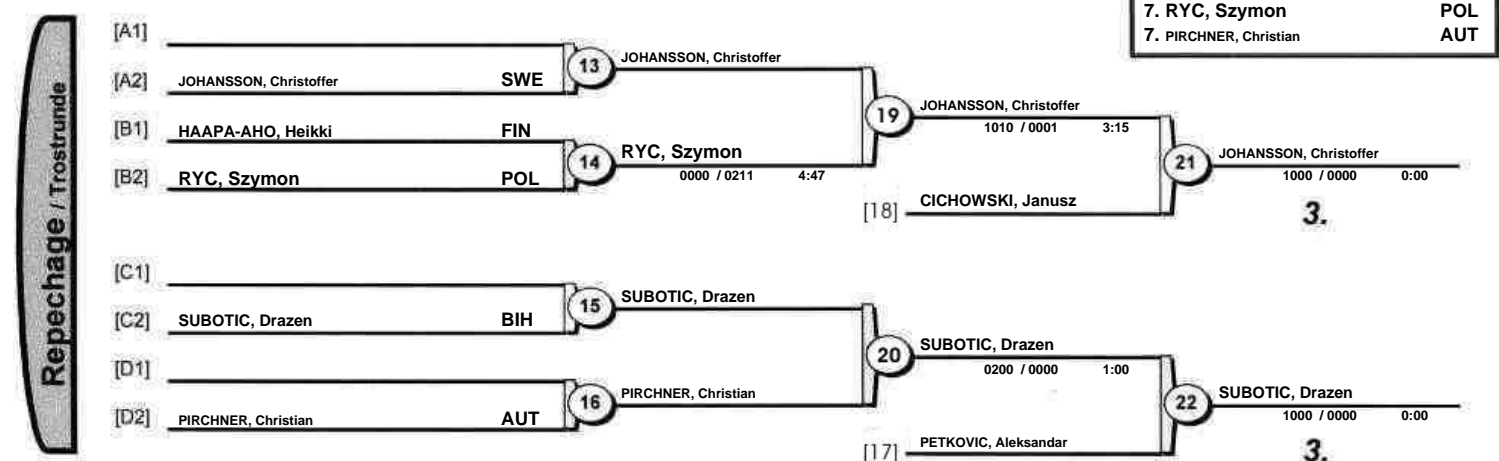 7. RYC, Szymon POL
7. PIRCHNER, Christian AUT
Repechage / Trostrunde
[A1]
[A2] JOHANSSON, Christoffer SWE
13 JOHANSSON, Christoffer
[B1] HAAPA-AHO, Heikki FIN
[B2] RYC, Szymon POL
14 RYC, Szymon
0000 / 0211 4:47
19 JOHANSSON, Christoffer
1010 / 0001 3:15
[18] CICHOWSKI, Janusz
21 JOHANSSON, Christoffer
1000 / 0000 0:00
3.
[C1]
[C2] SUBOTIC, Drazen BIH
15 SUBOTIC, Drazen
[D1]
[D2] PIRCHNER, Christian AUT
16 PIRCHNER, Christian
20 SUBOTIC, Drazen
0200 / 0000 1:00
[17] PETKOVIC, Aleksandar
22 SUBOTIC, Drazen
1000 / 0000 0:00
3.